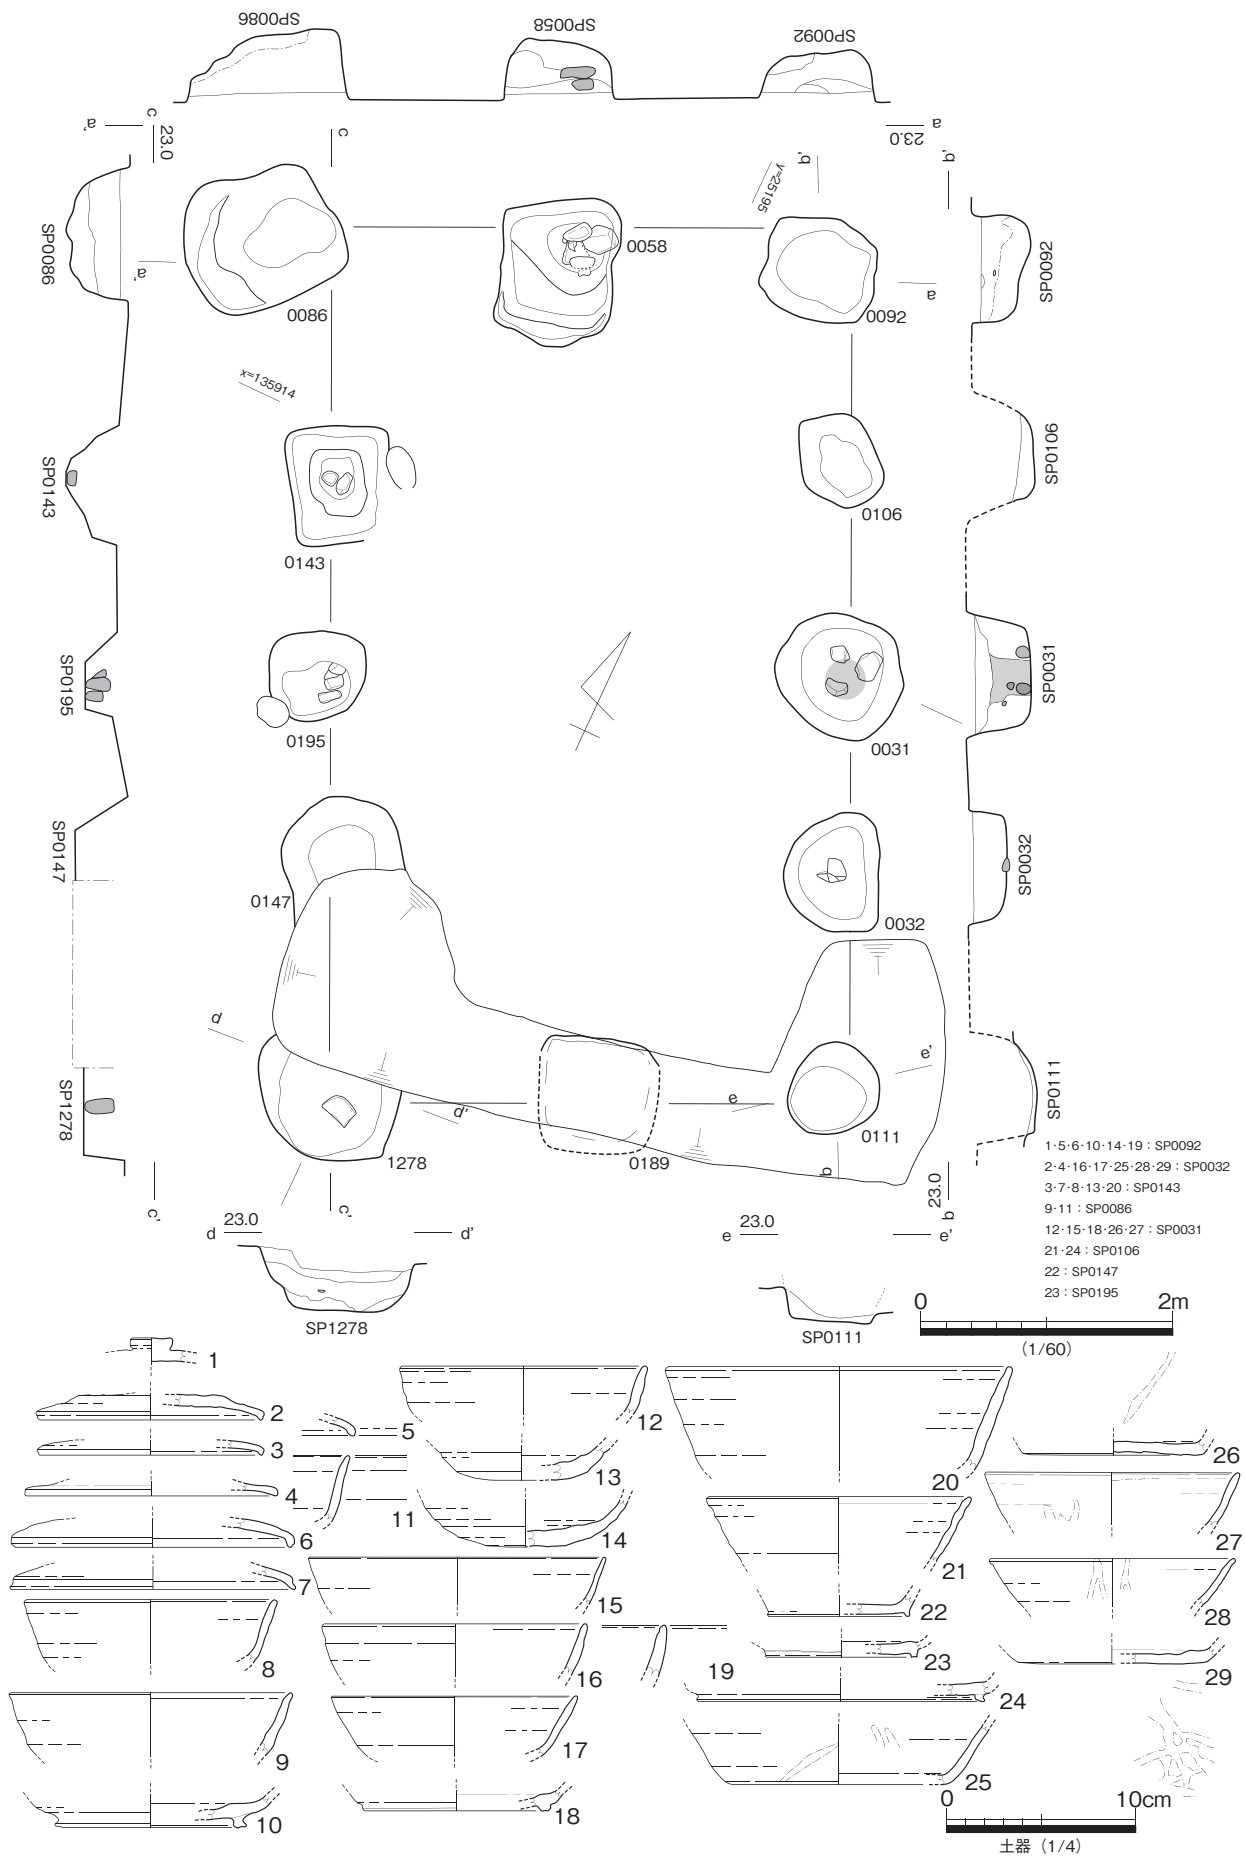 SP0086
SP0058
SP0092
a’
c
23.0
c
a
23.0
b’
b’
y=25195
SP0086
a’
0086
0058
0092
a
SP0092
x=135914
SP0143
0143
0106
SP0106
SP0195
0195
0031
SP0031
SP0147
0147
0032
SP0032
d
d’
e
e’
SP1278
1278
0189
0111
SP0111
b
c’
c’
23.0
b
d 23.0 d’
e 23.0 e’
SP1278
SP0111
1·5·6·10·14·19：SP0092
2·4·16·17·25·28·29：SP0032
3·7·8·13·20：SP0143
9·11：SP0086
12·15·18·26·27：SP0031
21·24：SP0106
22：SP0147
23：SP0195
0 2m
（1/60）
1
2
3
4
5
6
7
8
9
10
11
12
13
14
15
16
17
18
19
20
21
22
23
24
25
26
27
28
29
0 10cm
土器（1/4）